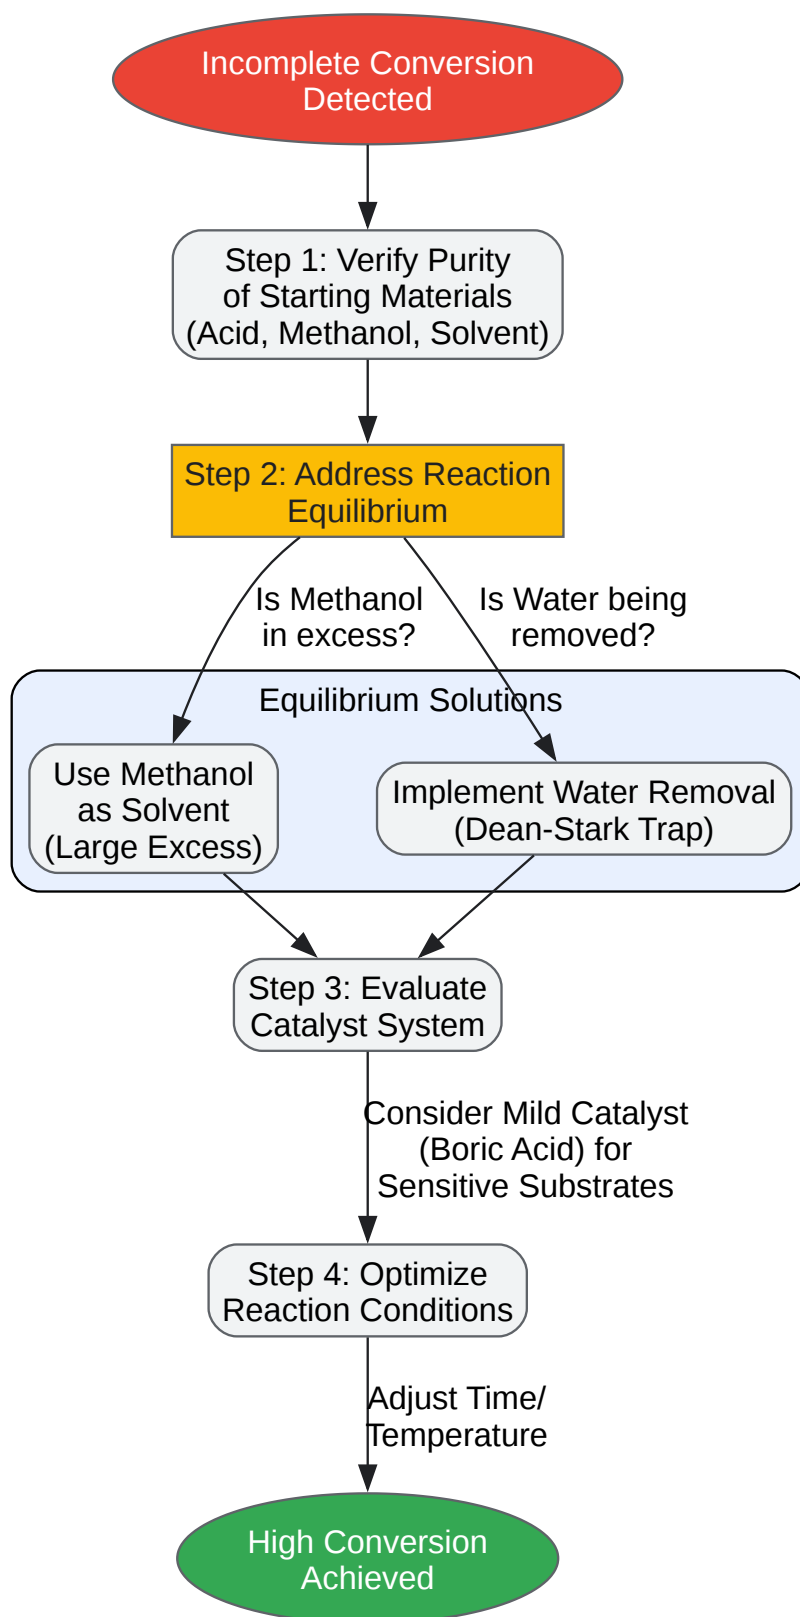 Incomplete Conversion
Detected
Step 1: Verify Purity
of Starting Materials
(Acid, Methanol, Solvent)
Step 2: Address Reaction
Equilibrium
Is Methanol
in excess?
Is Water being
removed?
Equilibrium Solutions
Use Methanol
as Solvent
(Large Excess)
Implement Water Removal
(Dean-Stark Trap)
Step 3: Evaluate
Catalyst System
Consider Mild Catalyst
(Boric Acid) for
Sensitive Substrates
Step 4: Optimize
Reaction Conditions
Adjust Time/
Temperature
High Conversion
Achieved